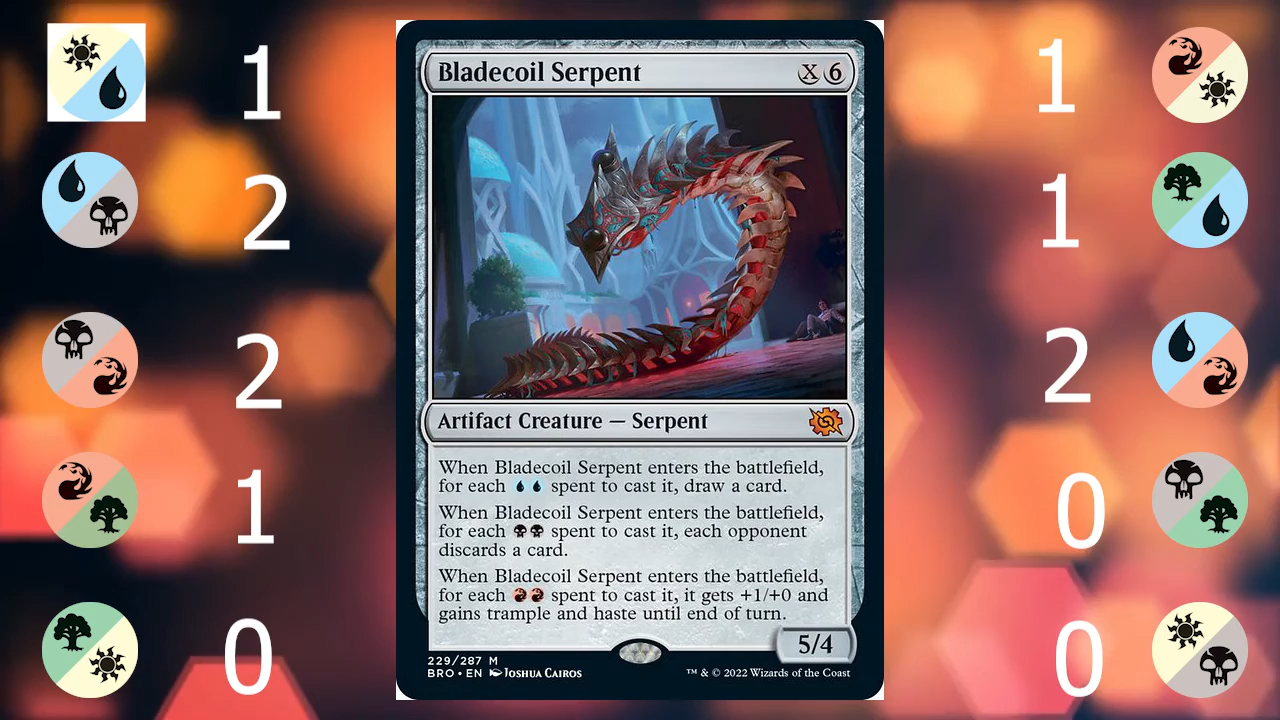 1
2
2
1
0
Bladecoil Serpent
X 6
Artifact Creature — Serpent
When Bladecoil Serpent enters the battlefield,
for each spent to cast it, draw a card.
When Bladecoil Serpent enters the battlefield,
for each spent to cast it, each opponent
discards a card.
When Bladecoil Serpent enters the battlefield,
for each spent to cast it, it gets +1/+0 and
gains trample and haste until end of turn.
5/4
229/287 M
BRO • EN Joshua Cairos
™ & © 2022 Wizards of the Coast
1
1
2
0
0